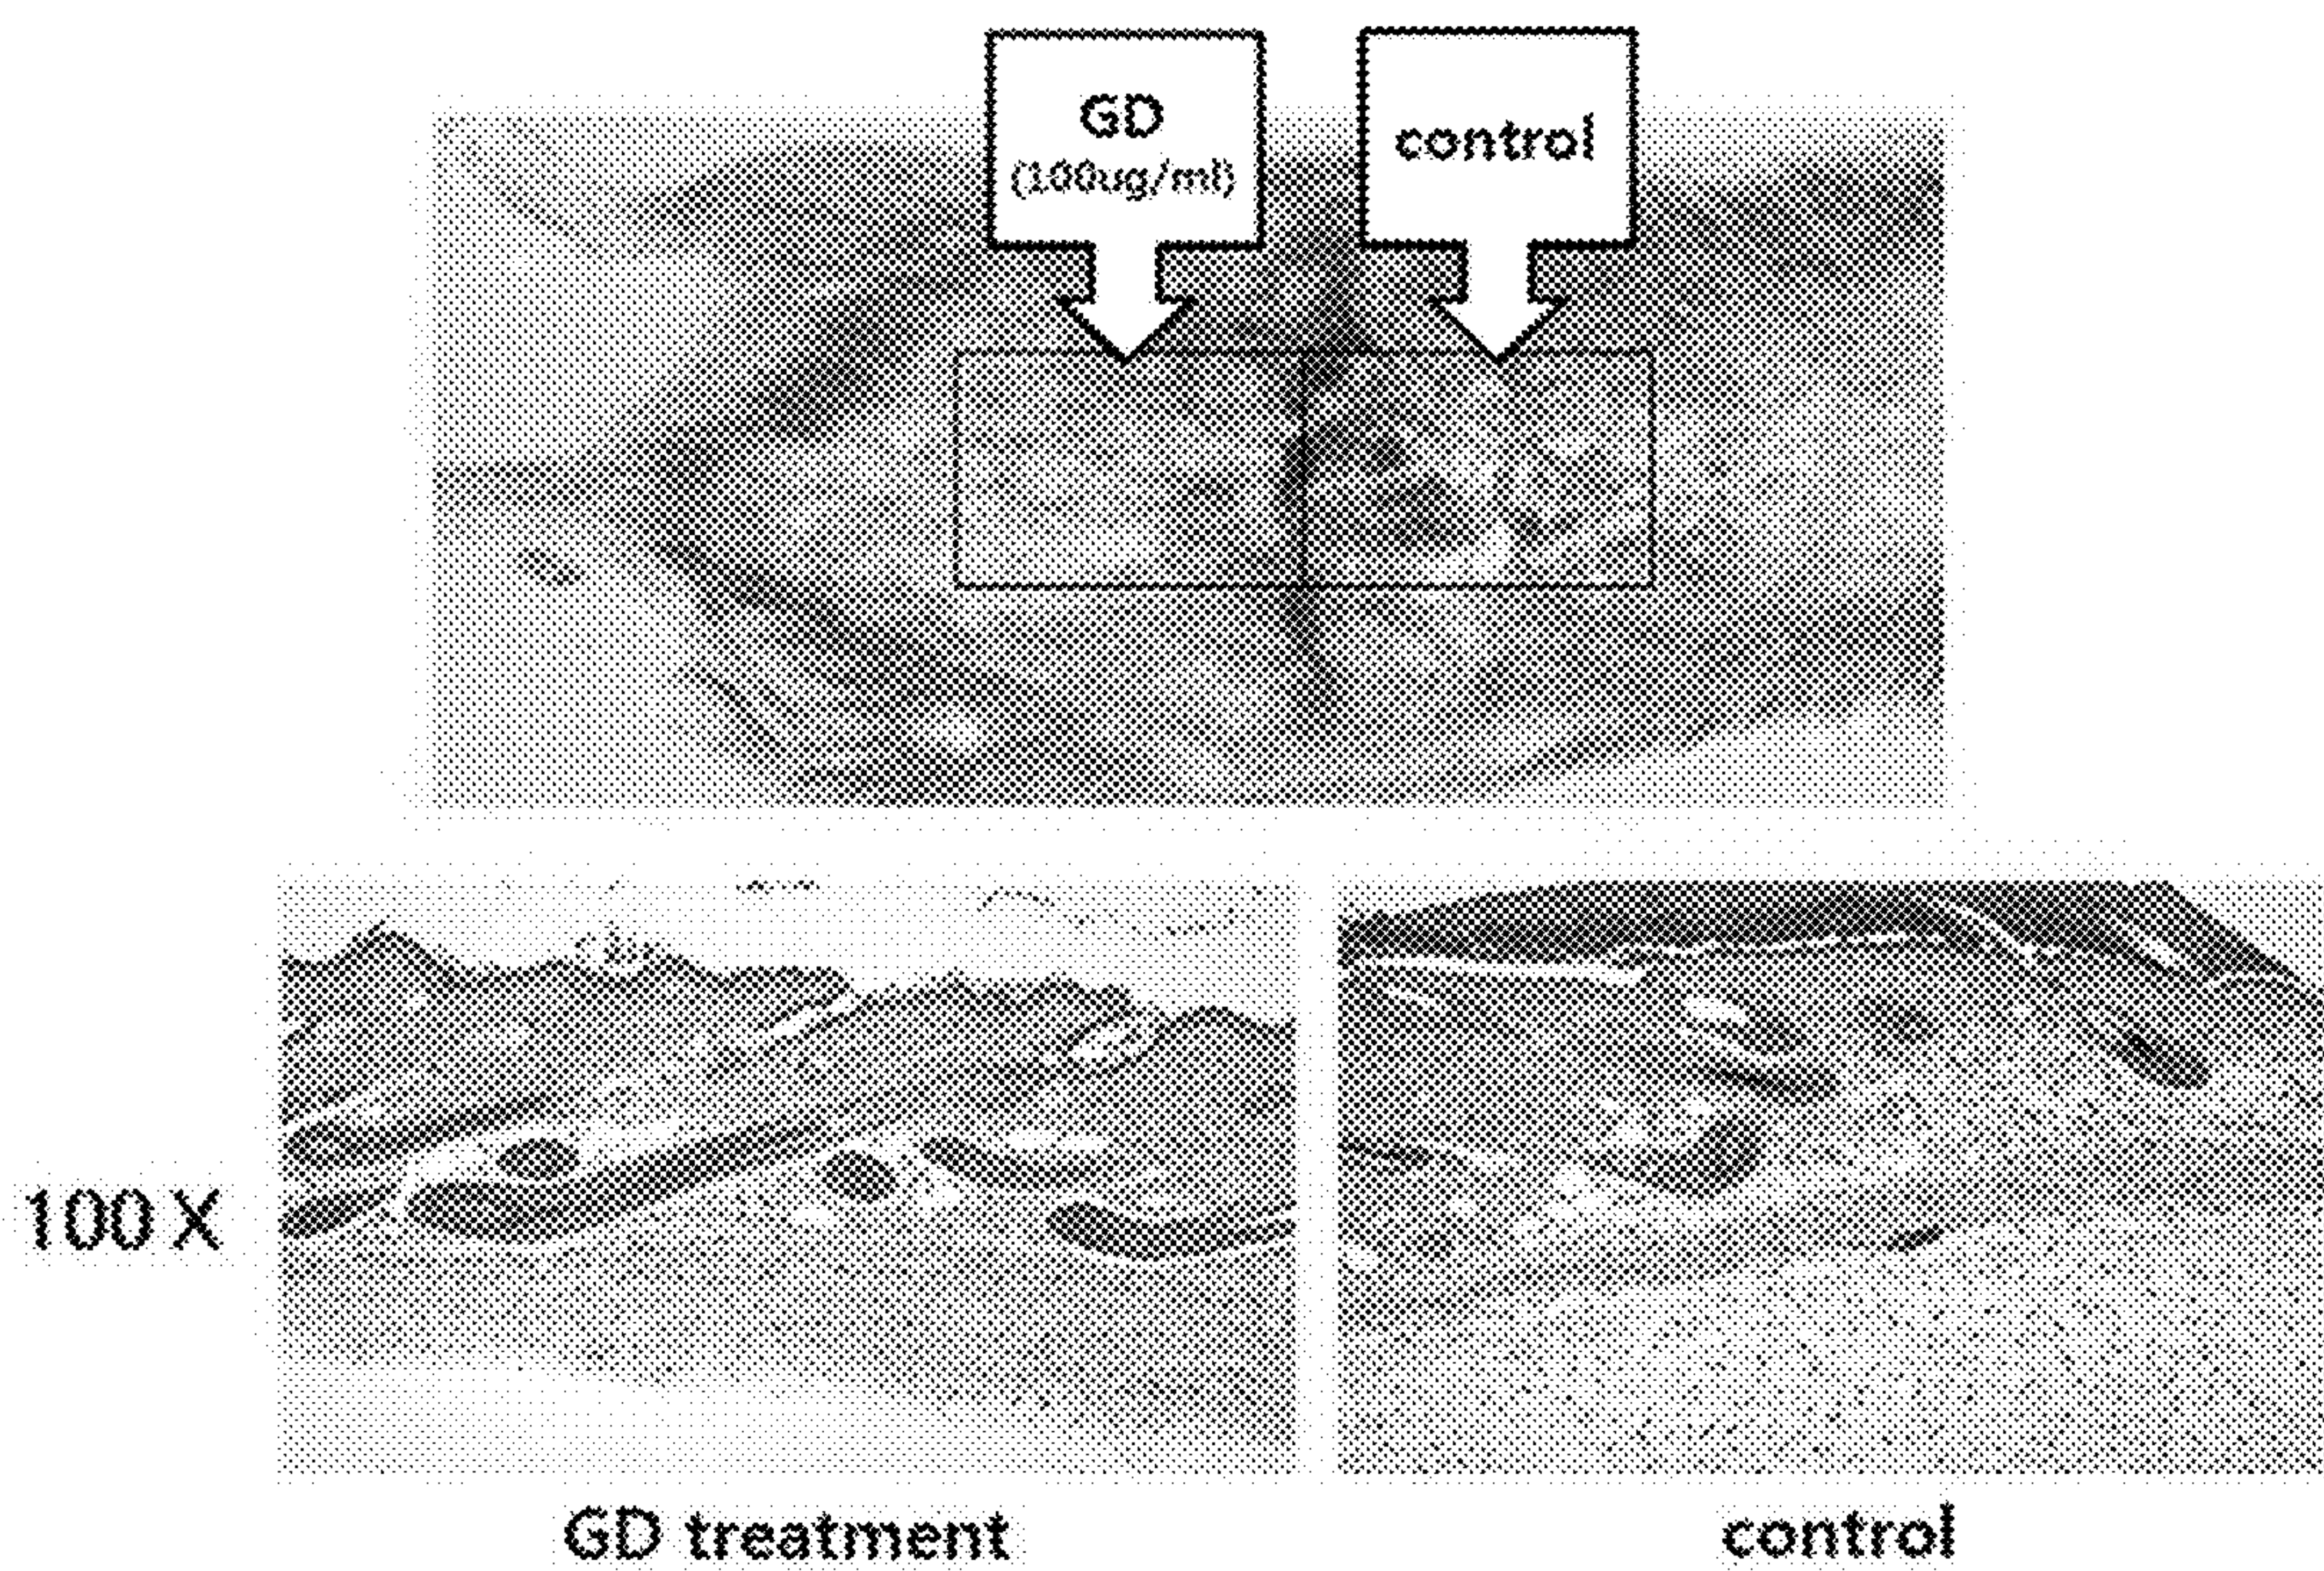 GD
(100ug/ml)
control
100 X
GD treatment
control